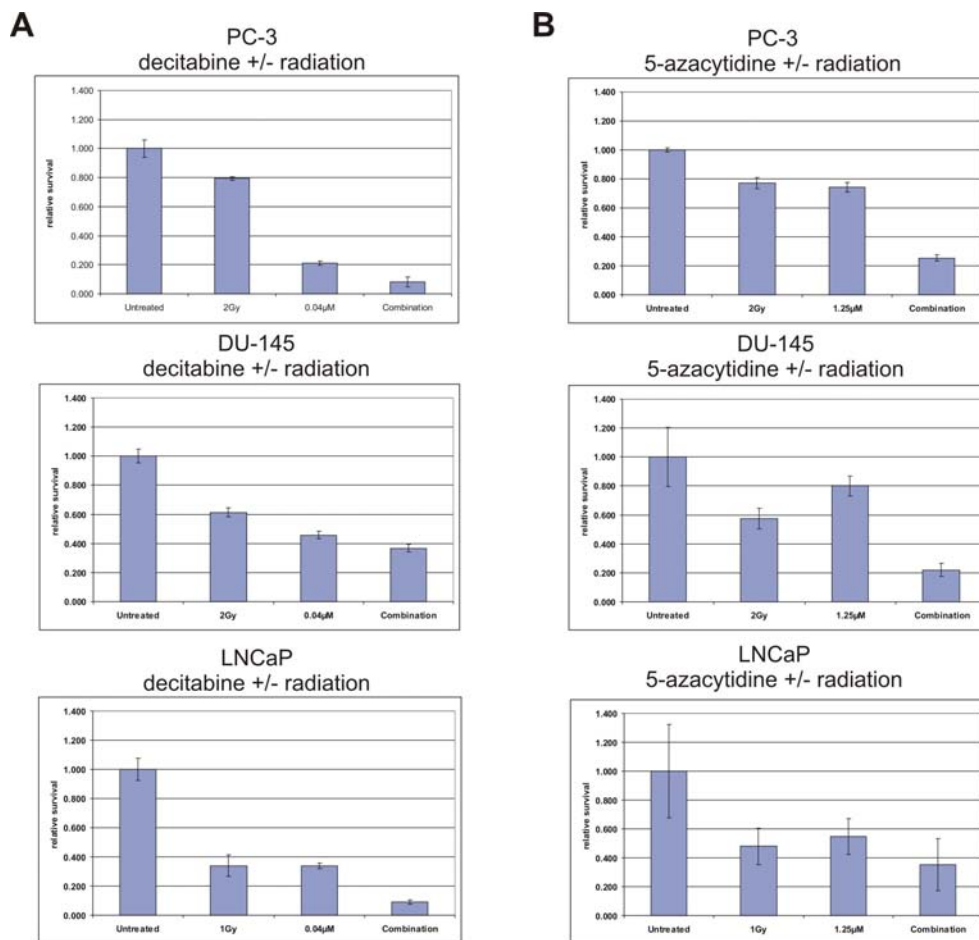 A
PC-3
decitabine +/- radiation
1.400
1.200
1.000
0.800
0.600
0.400
0.200
0.000
relative survival
Untreated 2Gy 0.04µM Combination
DU-145
decitabine +/- radiation
1.400
1.200
1.000
0.800
0.600
0.400
0.200
0.000
relative survival
Untreated 2Gy 0.04µM Combination
LNCaP
decitabine +/- radiation
1.400
1.200
1.000
0.800
0.600
0.400
0.200
0.000
relative survival
Untreated 1Gy 0.04µM Combination
B
PC-3
5-azacytidine +/- radiation
1.400
1.200
1.000
0.800
0.600
0.400
0.200
0.000
relative survival
Untreated 2Gy 1.25µM Combination
DU-145
5-azacytidine +/- radiation
1.400
1.200
1.000
0.800
0.600
0.400
0.200
0.000
relative survival
Untreated 2Gy 1.25µM Combination
LNCaP
5-azacytidine +/- radiation
1.400
1.200
1.000
0.800
0.600
0.400
0.200
0.000
relative survival
Untreated 1Gy 1.25µM Combination